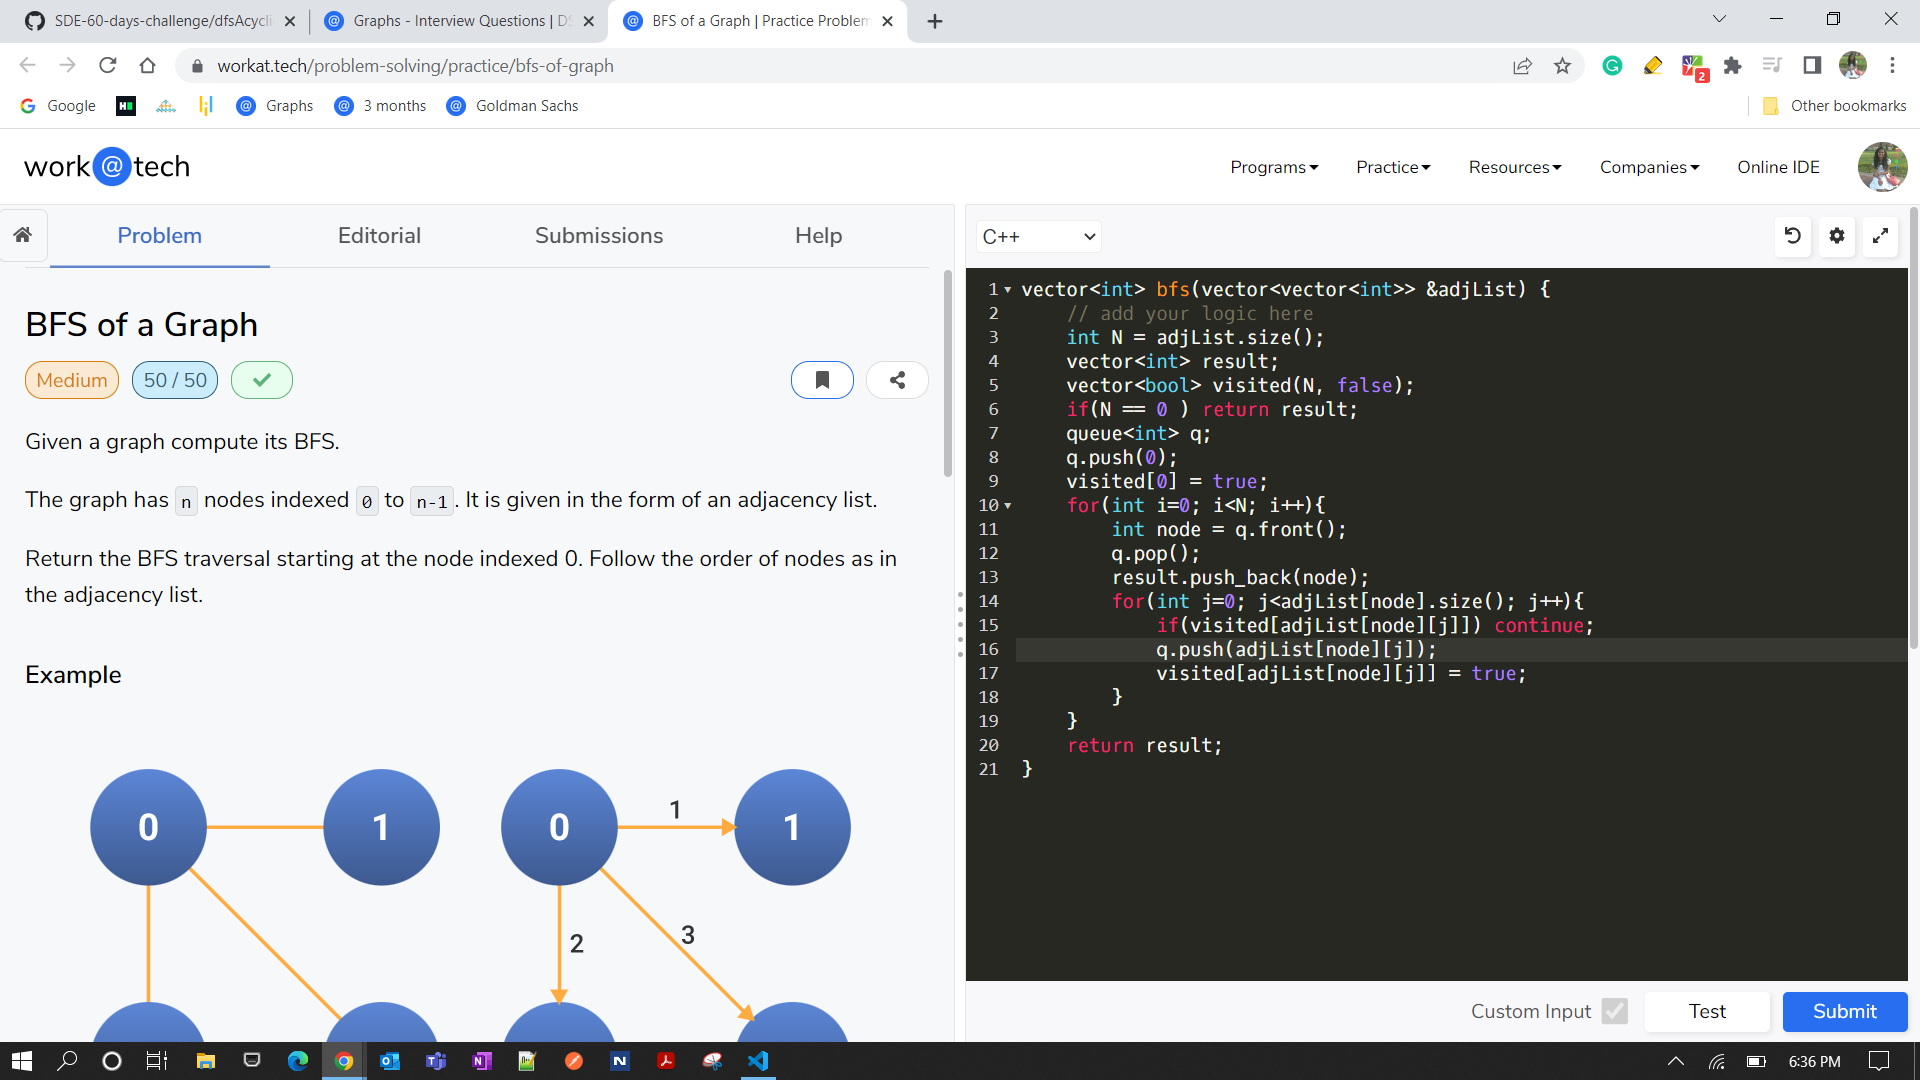 SDE-60-days-challenge/dfsAcycli
Graphs - Interview Questions | DS
BFS of a Graph | Practice Problem
workat.tech/problem-solving/practice/bfs-of-graph
2
Google
Graphs
3 months
Goldman Sachs
Other bookmarks
work@tech
Programs
Practice
Resources
Companies
Online IDE
Problem
Editorial
Submissions
Help
BFS of a Graph
Medium
50 / 50
Given a graph compute its BFS.
The graph has n nodes indexed 0 to n-1. It is given in the form of an adjacency list.
Return the BFS traversal starting at the node indexed 0. Follow the order of nodes as in
the adjacency list.
Example
0
1
0
1
1
2
3
C++
1 vector<int> bfs(vector<vector<int>> &adjList) {
2 // add your logic here
3 int N = adjList.size();
4 vector<int> result;
5 vector<bool> visited(N, false);
6 if(N == 0 ) return result;
7 queue<int> q;
8 q.push(0);
9 visited[0] = true;
10 for(int i=0; i<N; i++){
11 int node = q.front();
12 q.pop();
13 result.push_back(node);
14 for(int j=0; j<adjList[node].size(); j++){
15 if(visited[adjList[node][j]]) continue;
16 q.push(adjList[node][j]);
17 visited[adjList[node][j]] = true;
18 }
19 }
20 return result;
21 }
Custom Input
Test
Submit
6:36 PM